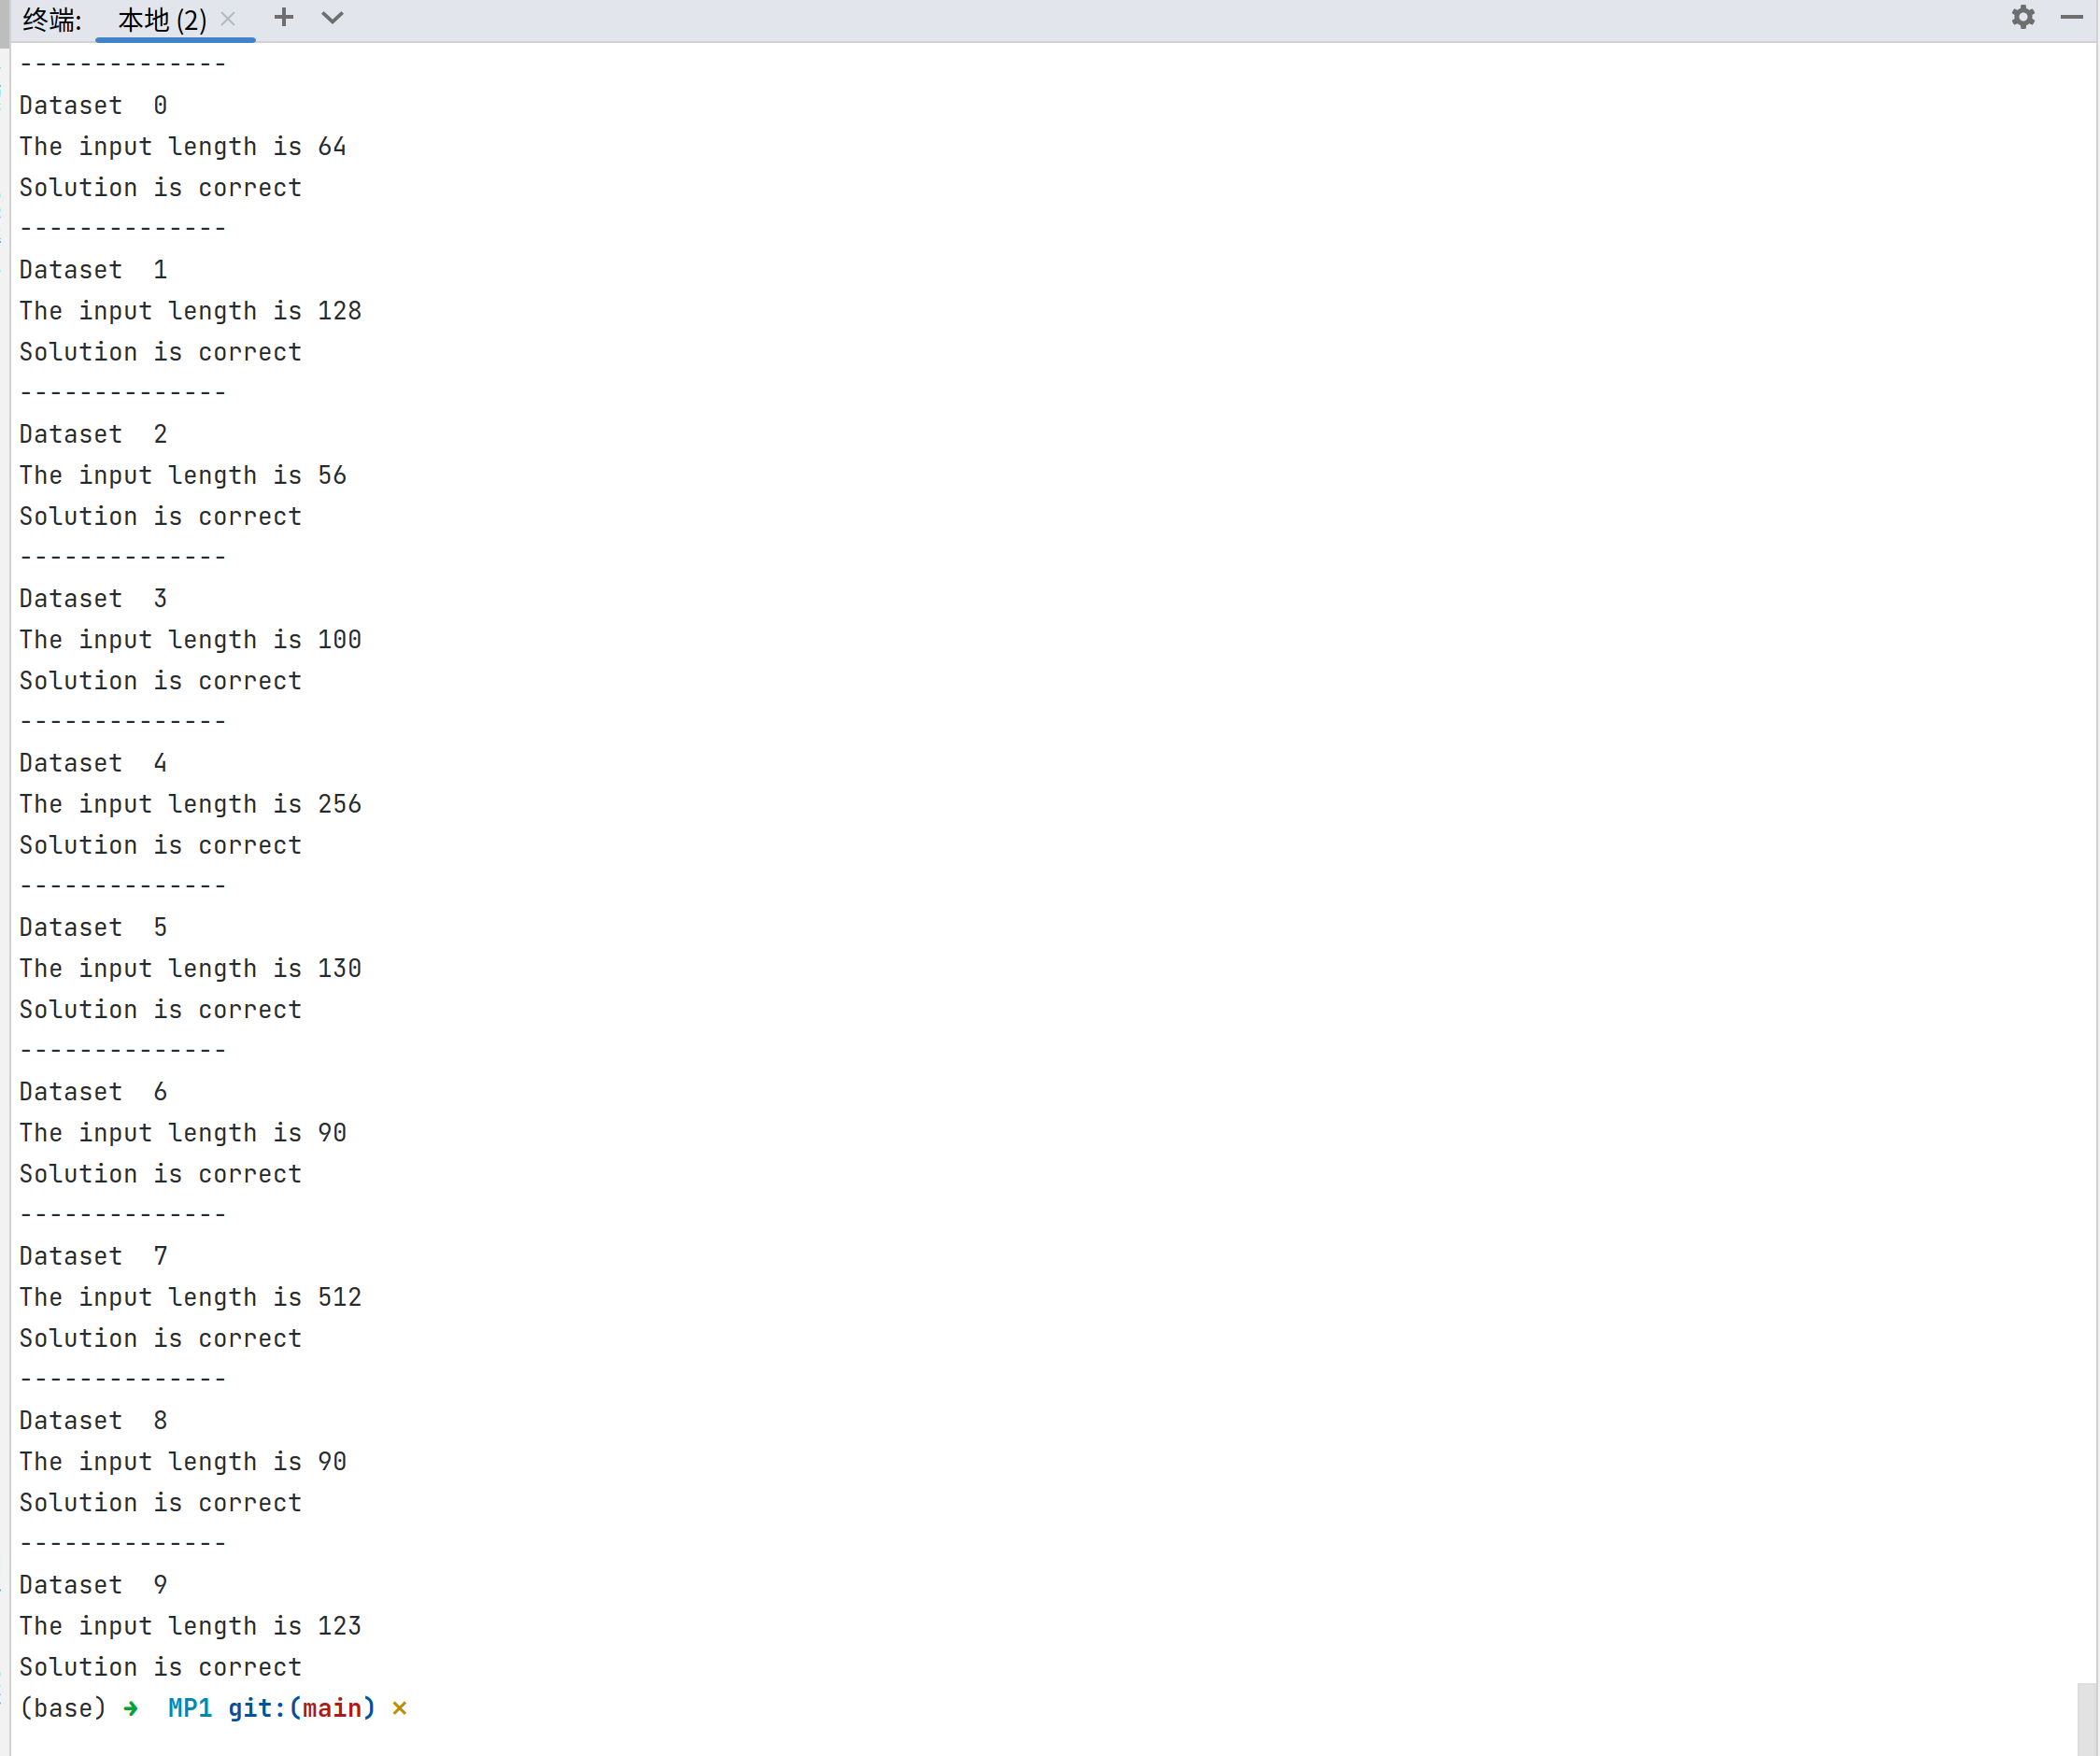 终端: 本地 (2) × +
--------------
Dataset  0
The input length is 64
Solution is correct
--------------
Dataset  1
The input length is 128
Solution is correct
--------------
Dataset  2
The input length is 56
Solution is correct
--------------
Dataset  3
The input length is 100
Solution is correct
--------------
Dataset  4
The input length is 256
Solution is correct
--------------
Dataset  5
The input length is 130
Solution is correct
--------------
Dataset  6
The input length is 90
Solution is correct
--------------
Dataset  7
The input length is 512
Solution is correct
--------------
Dataset  8
The input length is 90
Solution is correct
--------------
Dataset  9
The input length is 123
Solution is correct
(base) ➜  MP1 git:(main) ✗